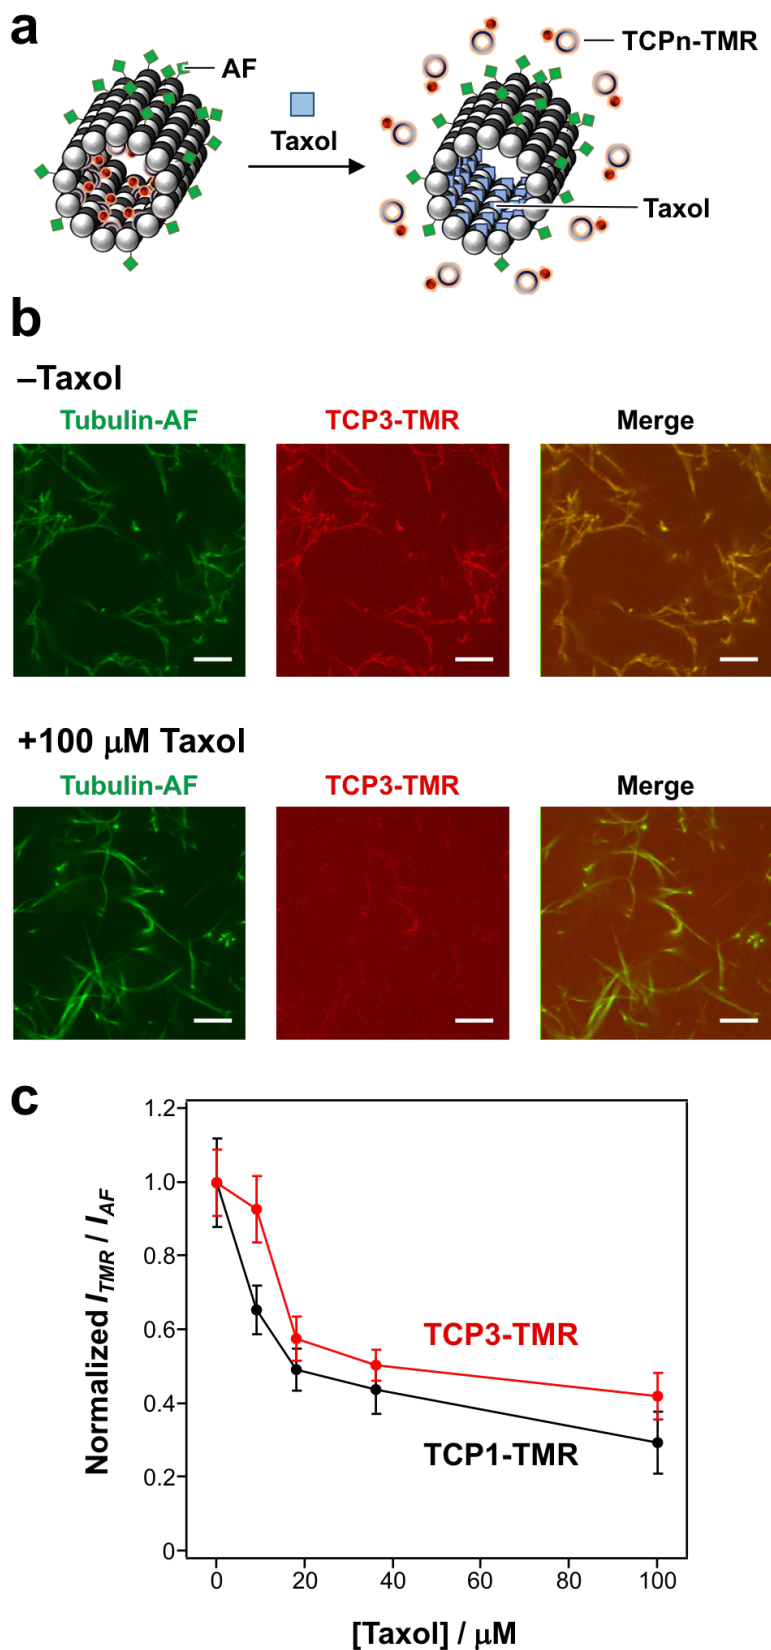 a
AF
TCPn-TMR
Taxol
Taxol
b
–Taxol
Tubulin-AF TCP3-TMR Merge
+100 μM Taxol
Tubulin-AF TCP3-TMR Merge
c
Normalized I_TMR / I_AF
1.2
1.0
0.8
0.6
0.4
0.2
0
TCP3-TMR
TCP1-TMR
0 20 40 60 80 100
[Taxol] / μM